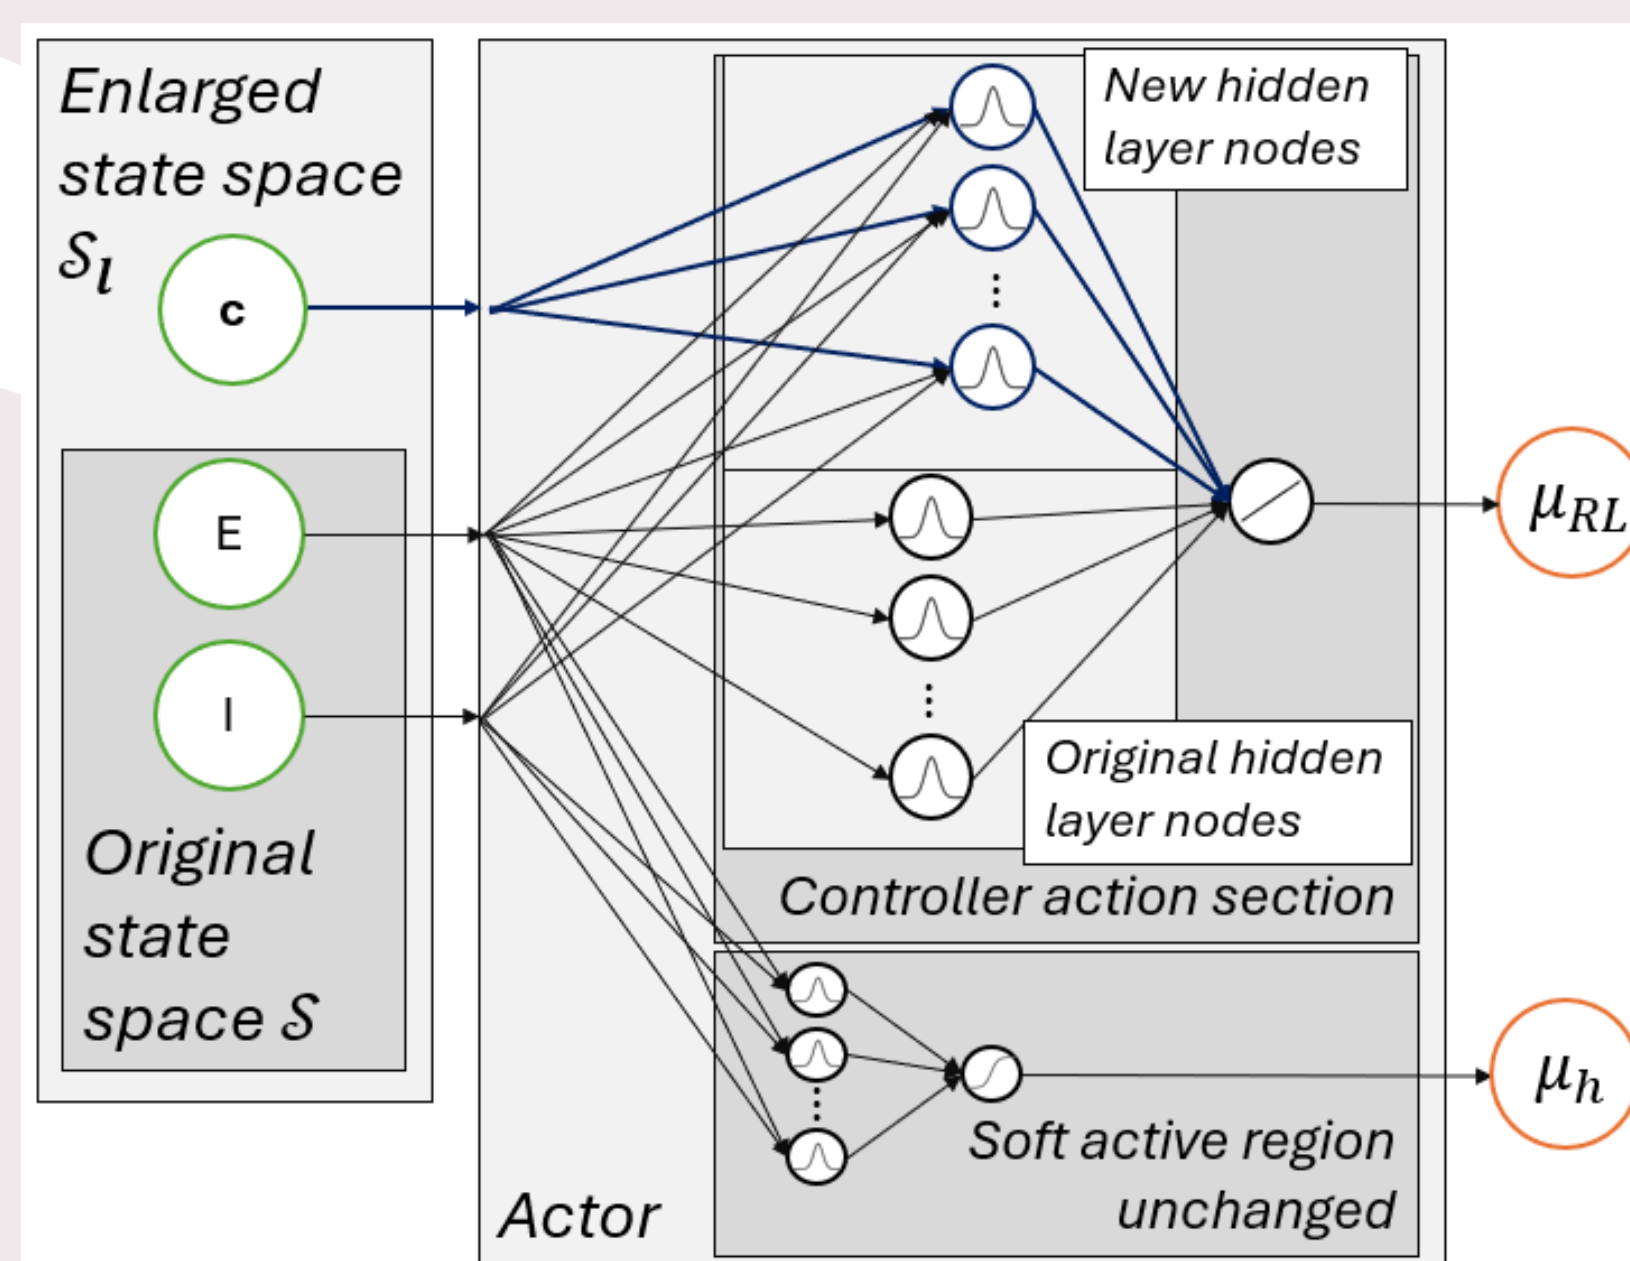 Enlarged
state space
𝒮ₗ
c
E
I
Original
state
space 𝒮
New hidden
layer nodes
Original hidden
layer nodes
Controller action section
Soft active region
unchanged
Actor
μ_RL
μ_h